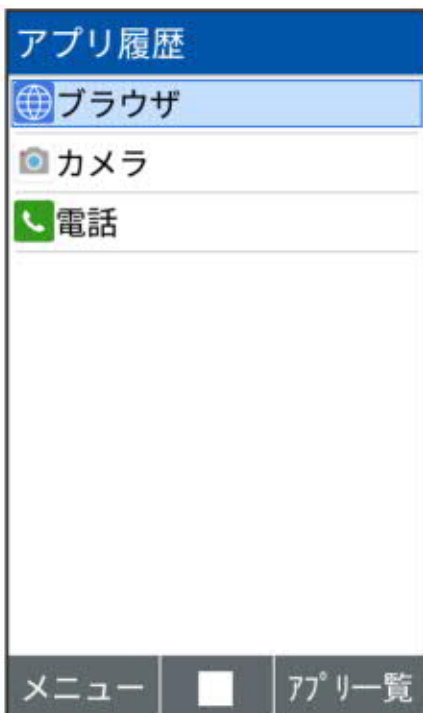 アプリ履歴
ブラウザ
カメラ
電話
メニュー
ｱﾌﾟﾘ一覧